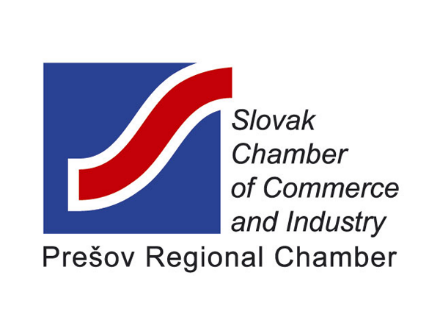 Slovak
Chamber
of Commerce
and Industry
Prešov Regional Chamber